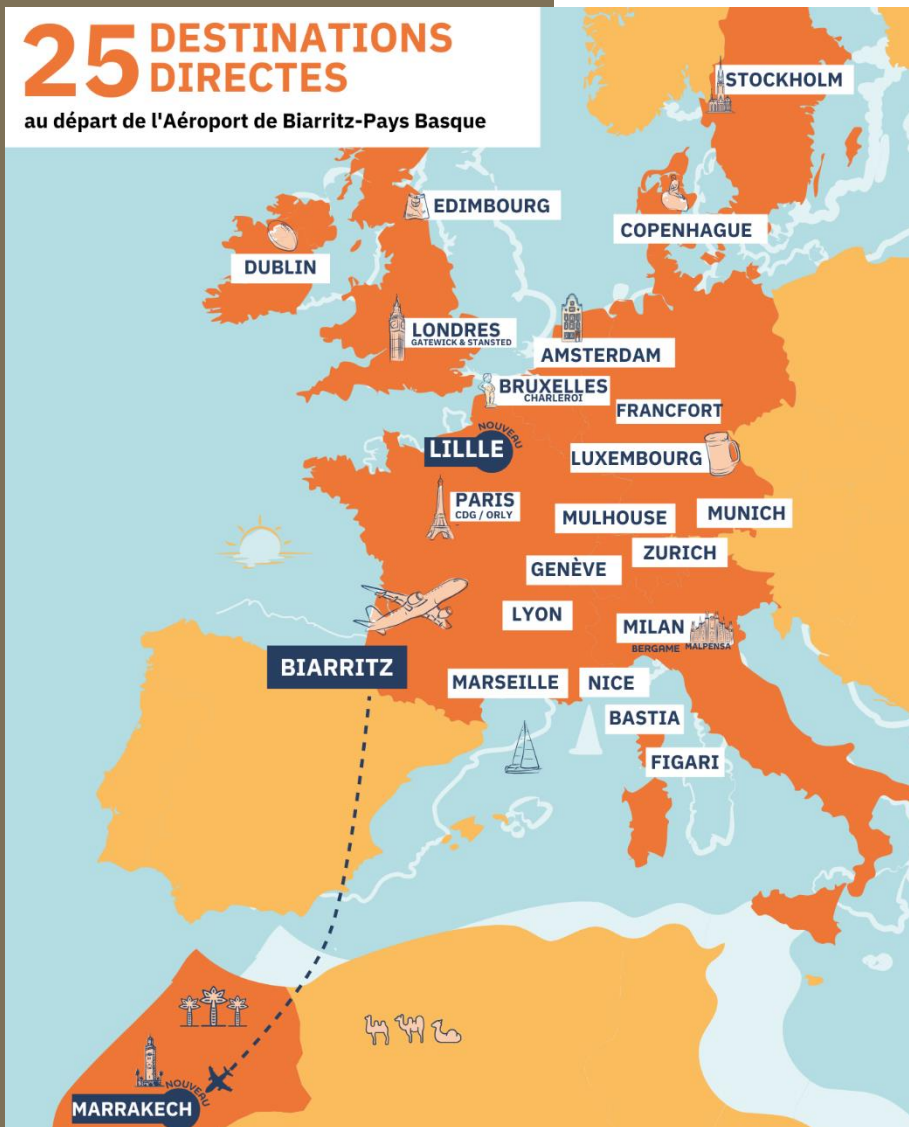 25 DESTINATIONS
DIRECTES
au départ de l'Aéroport de Biarritz-Pays Basque
STOCKHOLM
EDIMBOURG
COPENHAGUE
DUBLIN
LONDRES
GATEWICK & STANSTED
AMSTERDAM
BRUXELLES
CHARLEROI
FRANCFORT
NOUVEAU
LILLLE
LUXEMBOURG
PARIS
CDG / ORLY
MULHOUSE
MUNICH
ZURICH
GENÈVE
LYON
MILAN
BERGAME MALPENSA
BIARRITZ
MARSEILLE
NICE
BASTIA
FIGARI
NOUVEAU
MARRAKECH